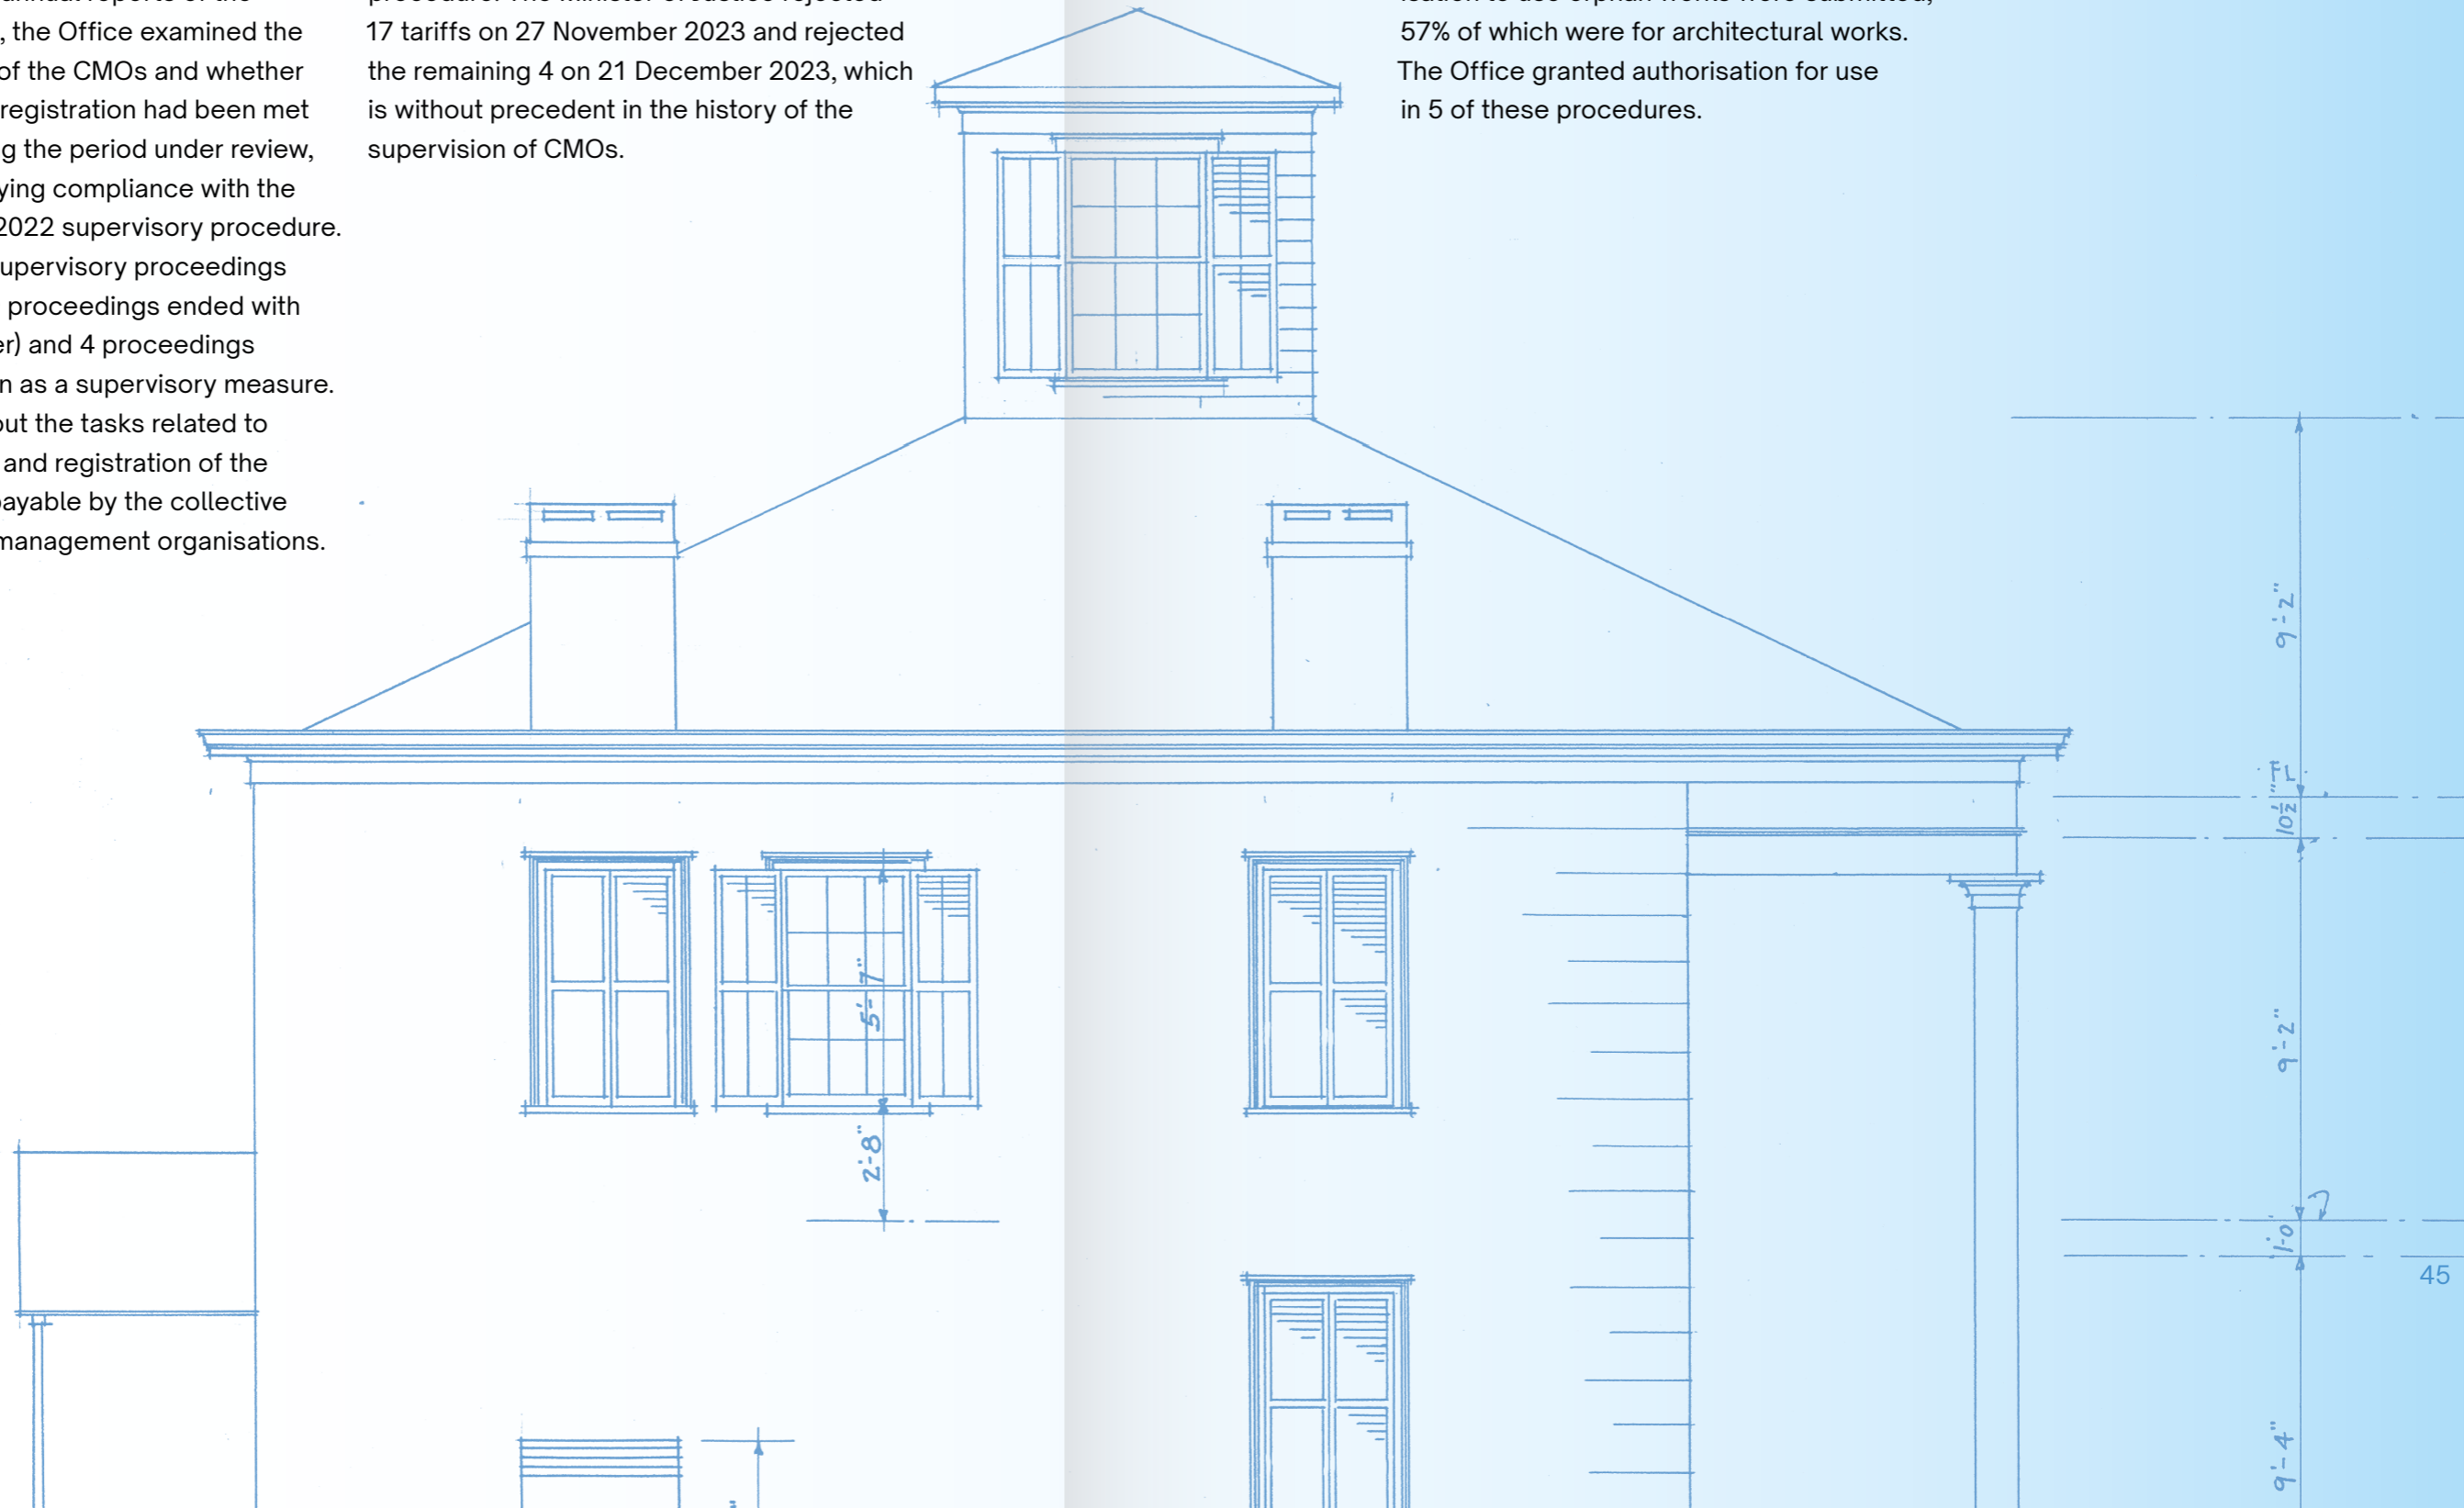 , the Office examined the
of the CMOs and whether
registration had been met
g the period under review,
ying compliance with the
2022 supervisory procedure.
upervisory proceedings
proceedings ended with
er) and 4 proceedings
n as a supervisory measure.
out the tasks related to
and registration of the
payable by the collective
management organisations.
17 tariffs on 27 November 2023 and rejected
the remaining 4 on 21 December 2023, which
is without precedent in the history of the
supervision of CMOs.
57% of which were for architectural works.
The Office granted authorisation for use
in 5 of these procedures.
9'-2"
10½"
5'-7"
9'-2"
2'-8"
1'-0"
45
9'-4"